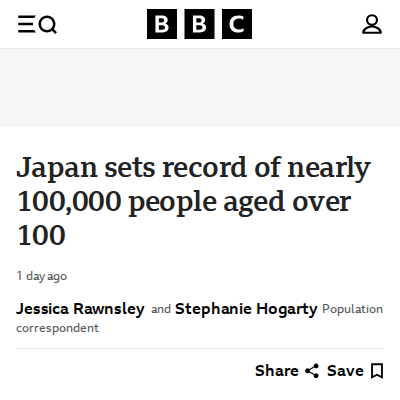 BBC
Japan sets record of nearly
100,000 people aged over
100
1 day ago
Jessica Rawnsley and Stephanie Hogarty Population
correspondent
Share Save